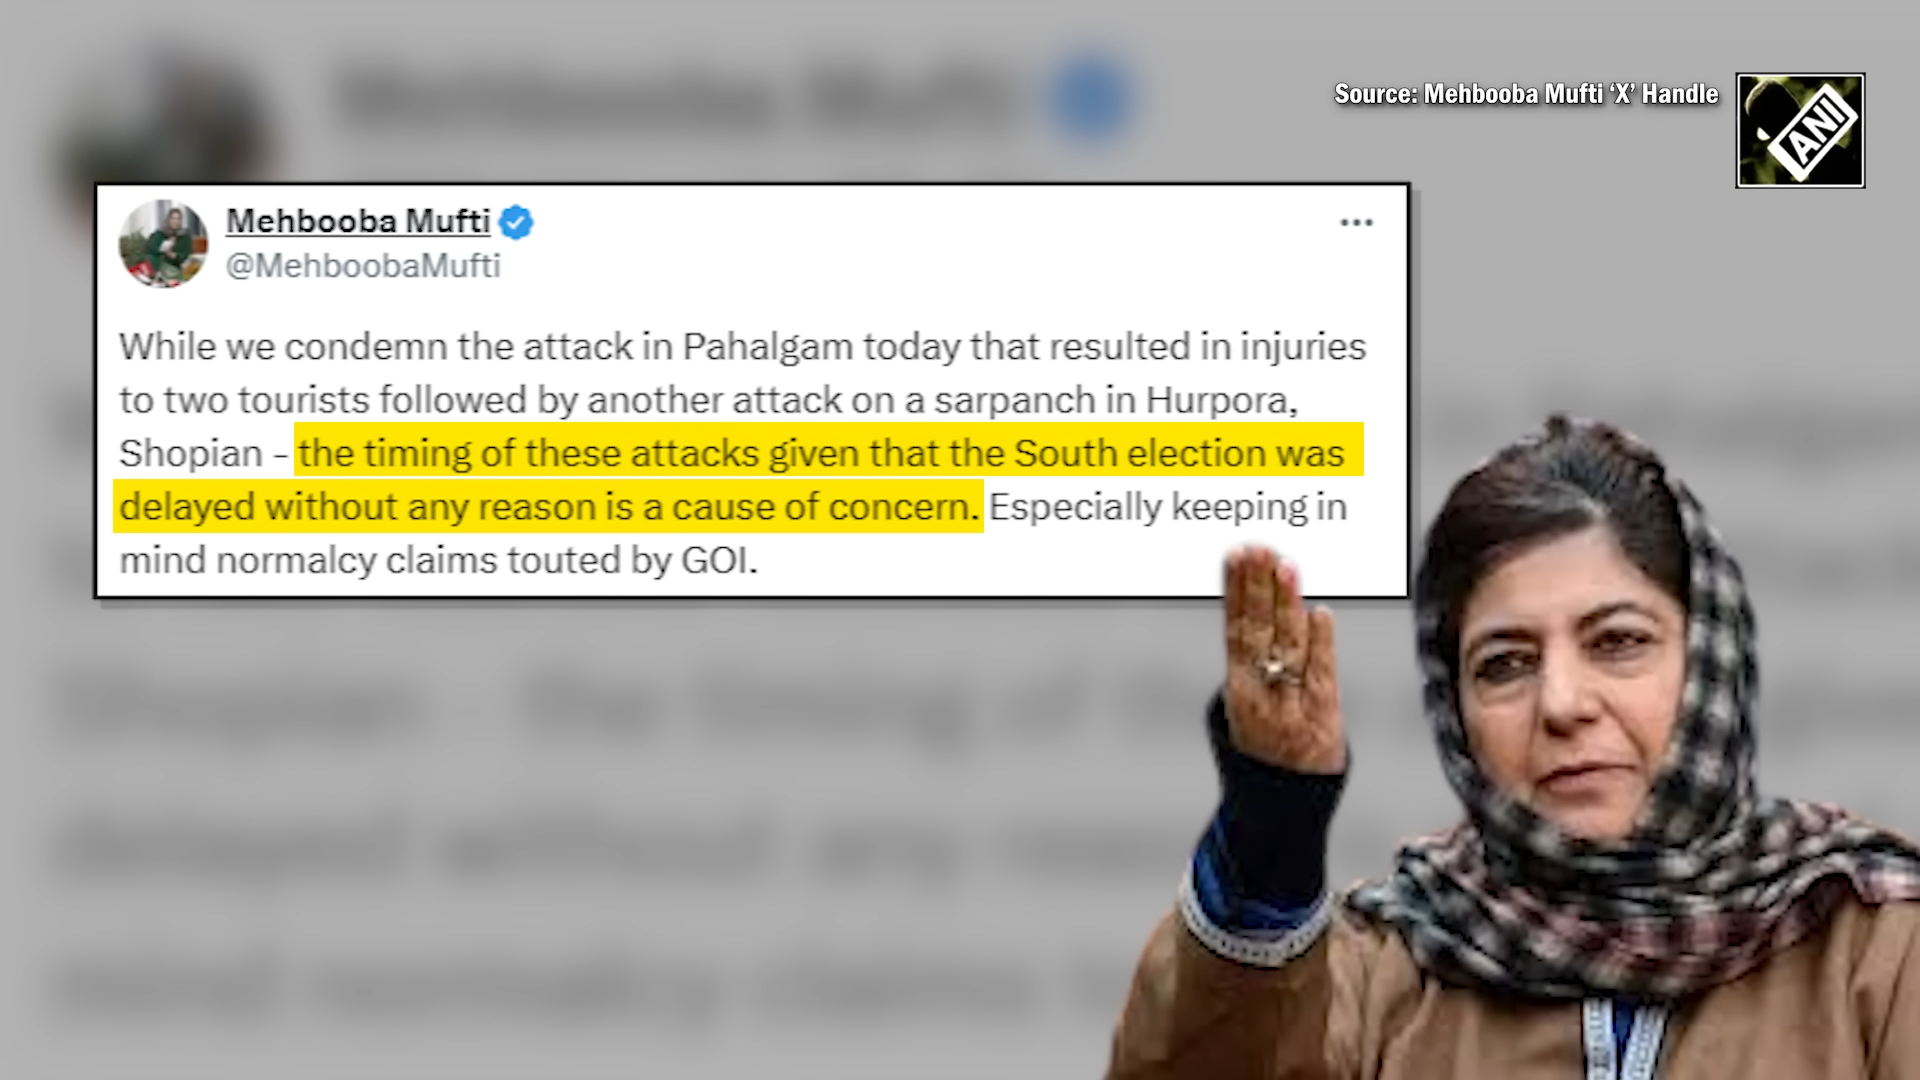 Source: Mehbooba Mufti ‘X’ Handle
ANI
Mehbooba Mufti
@MehboobaMufti
While we condemn the attack in Pahalgam today that resulted in injuries
to two tourists followed by another attack on a sarpanch in Hurpora,
Shopian – the timing of these attacks given that the South election was
delayed without any reason is a cause of concern. Especially keeping in
mind normalcy claims touted by GOI.